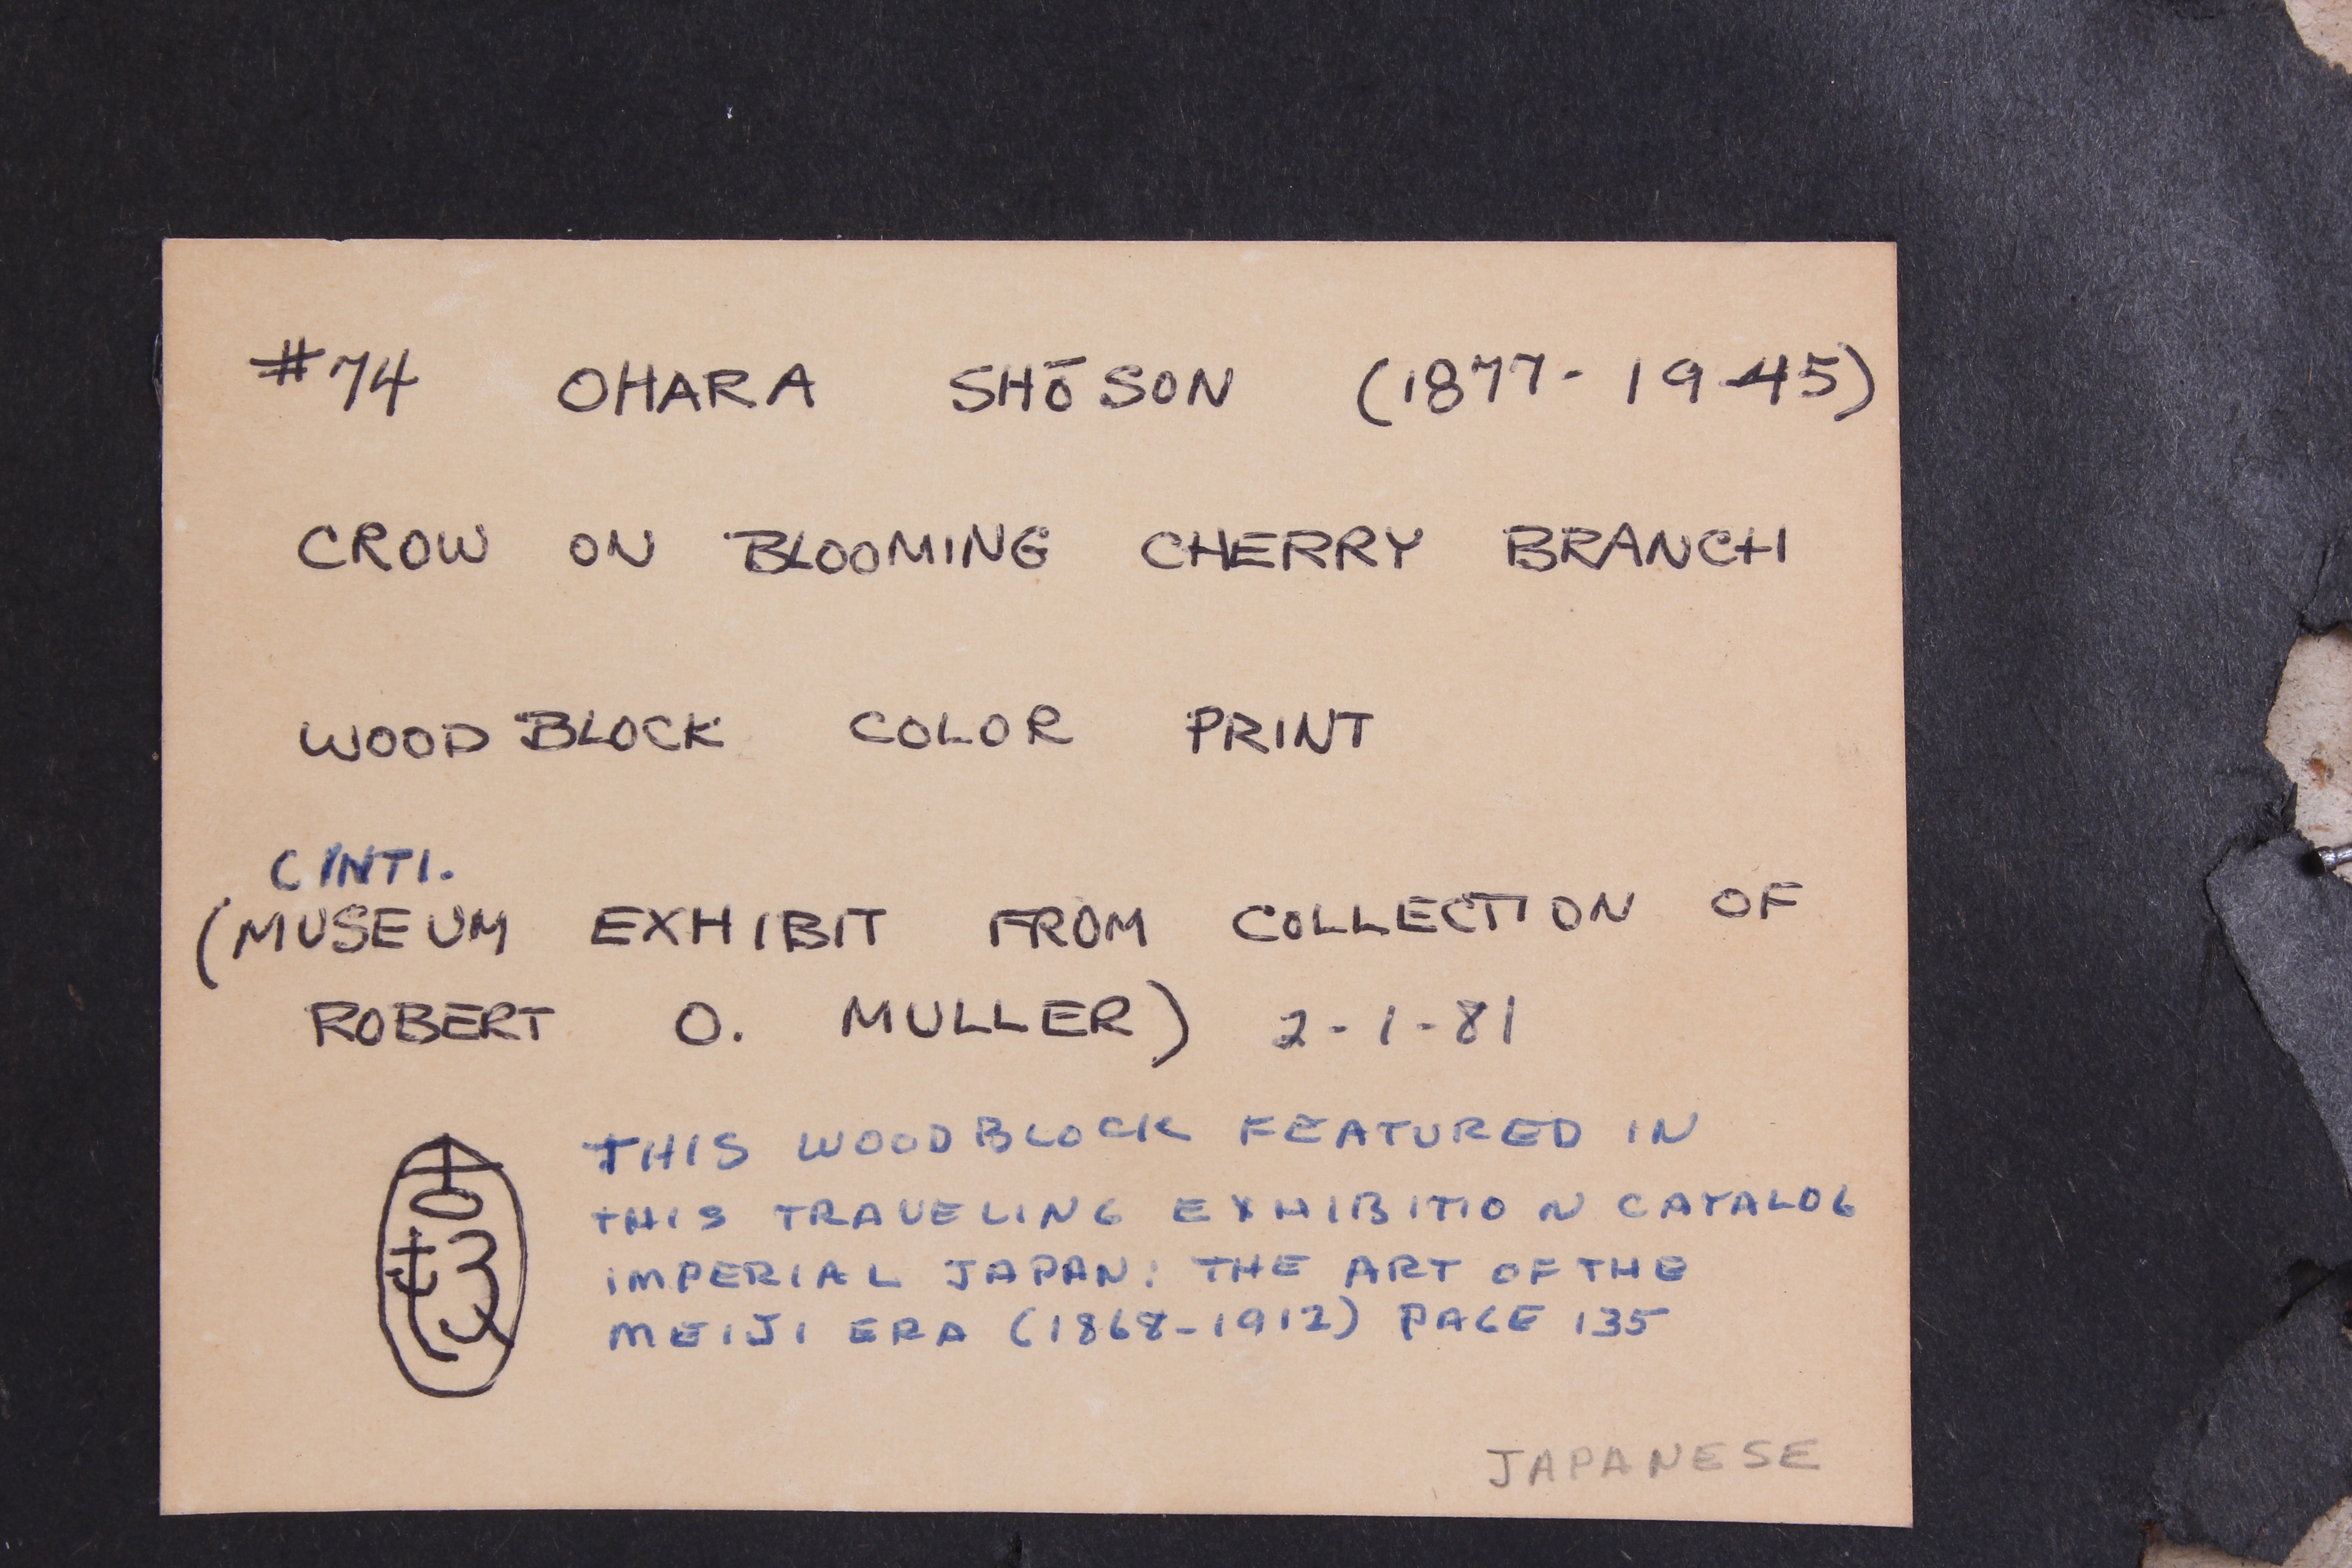 #74 OHARA SHŌSON (1877-1945)
CROW ON BLOOMING CHERRY BRANCH
WOODBLOCK COLOR PRINT
CINTI.
(MUSEUM EXHIBIT FROM COLLECTION OF
ROBERT O. MULLER) 2-1-81
THIS WOODBLOCK FEATURED IN
THIS TRAVELING EXHIBITION CATALOG
IMPERIAL JAPAN: THE ART OF THE
MEIJI ERA (1868-1912) PAGE 135
JAPANESE